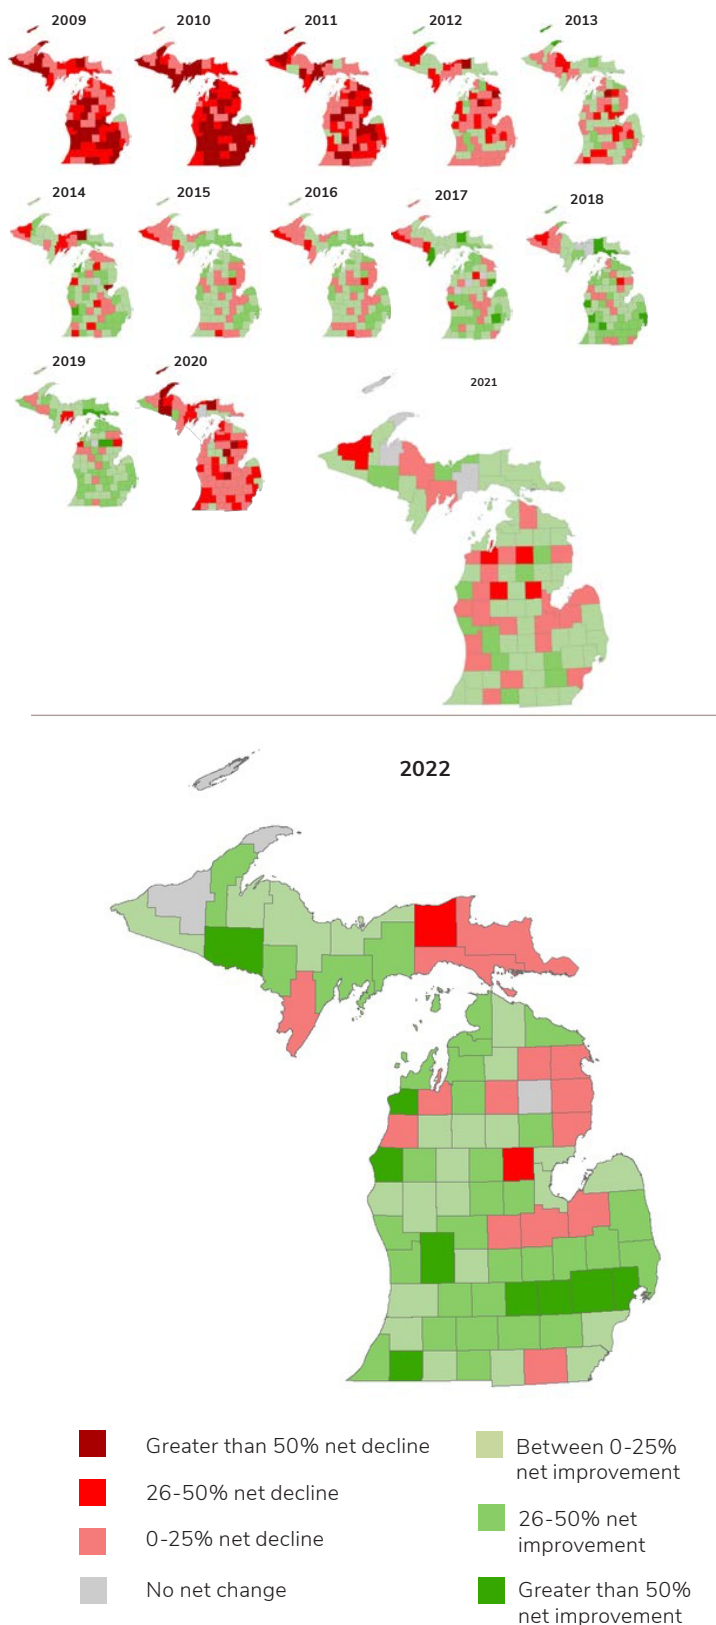 2009
2010
2011
2012
2013
2014
2015
2016
2017
2018
2019
2020
2021
2022
Greater than 50% net decline
26-50% net decline
0-25% net decline
No net change
Between 0-25%
net improvement
26-50% net
improvement
Greater than 50%
net improvement